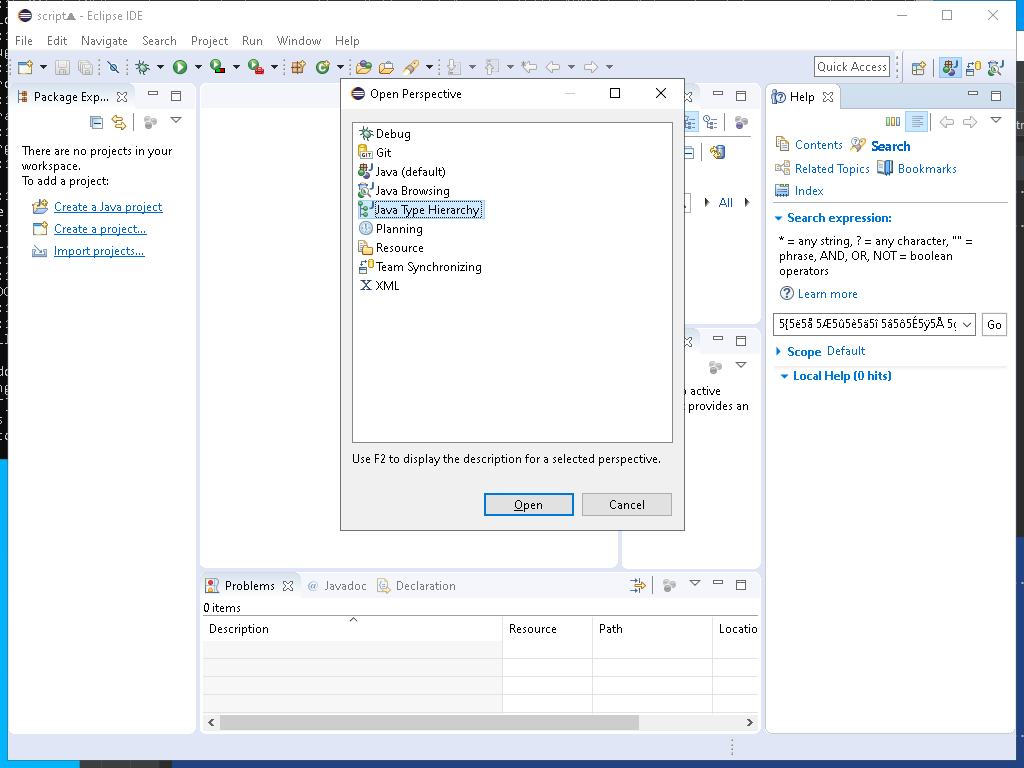 script - Eclipse IDE
File Edit Navigate Search Project Run Window Help
Quick Access
Package Exp...
There are no projects in your
workspace.
To add a project:
Create a Java project
Create a project...
Import projects...
Open Perspective
Debug
Git
Java (default)
Java Browsing
Java Type Hierarchy
Planning
Resource
Team Synchronizing
XML
Use F2 to display the description for a selected perspective.
Open Cancel
All
active
provides an
Help
Contents Search
Related Topics Bookmarks
Index
Search expression:
* = any string, ? = any character, "" =
phrase, AND, OR, NOT = boolean
operators
Learn more
Go
Scope Default
Local Help (0 hits)
Problems @ Javadoc Declaration
0 items
Description Resource Path Locatio